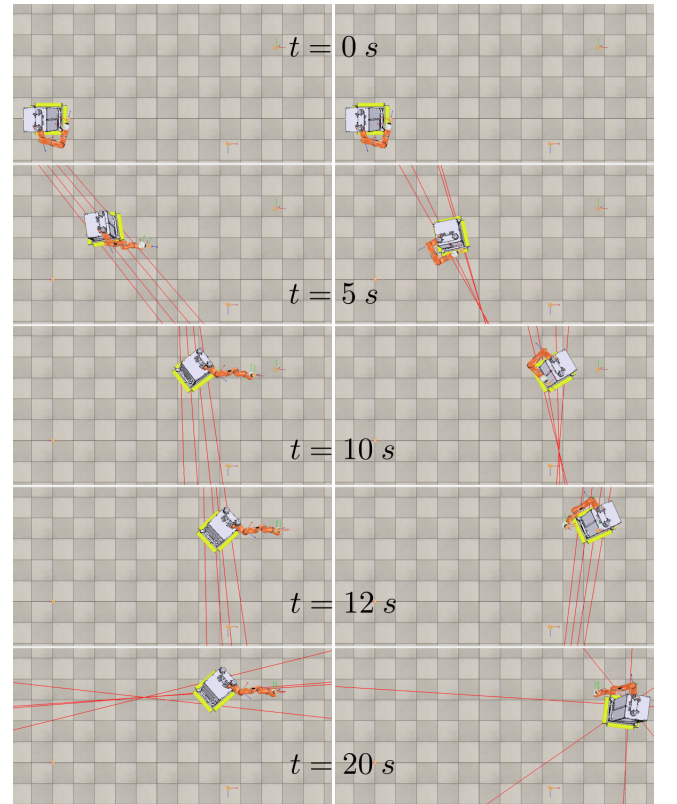 t = 0 s
t = 5 s
t = 10 s
t = 12 s
t = 20 s